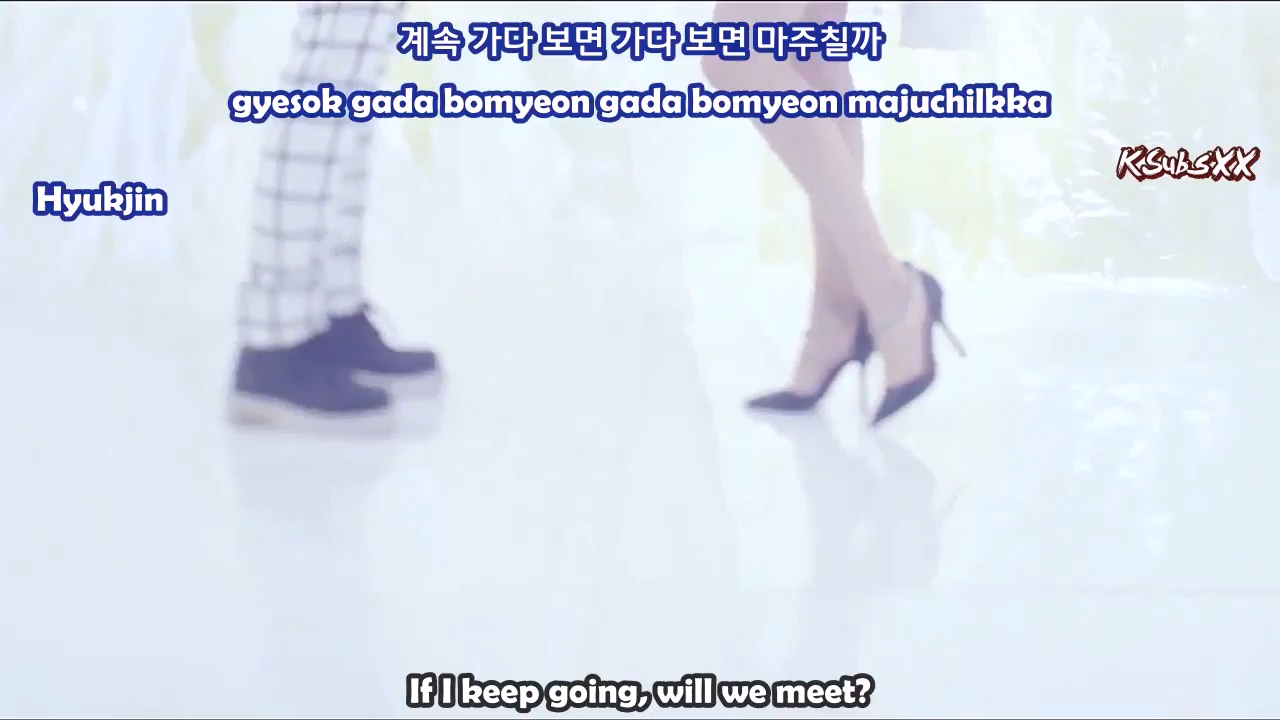 계속 가다 보면 가다 보면 마주칠까
gyesok gada bomyeon gada bomyeon majuchilkka
KSubsXX
Hyukjin
If I keep going, will we meet?